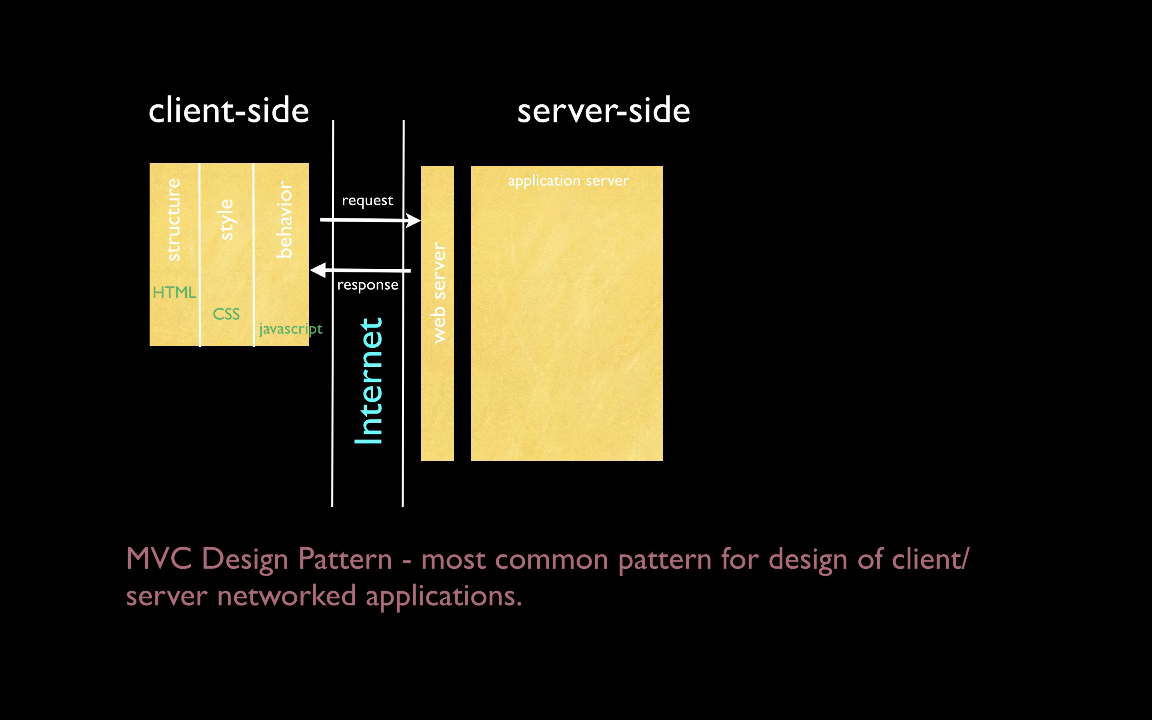 client-side
server-side
structure
style
behavior
HTML
CSS
javascript
request
response
Internet
web server
application server
MVC Design Pattern - most common pattern for design of client/
server networked applications.